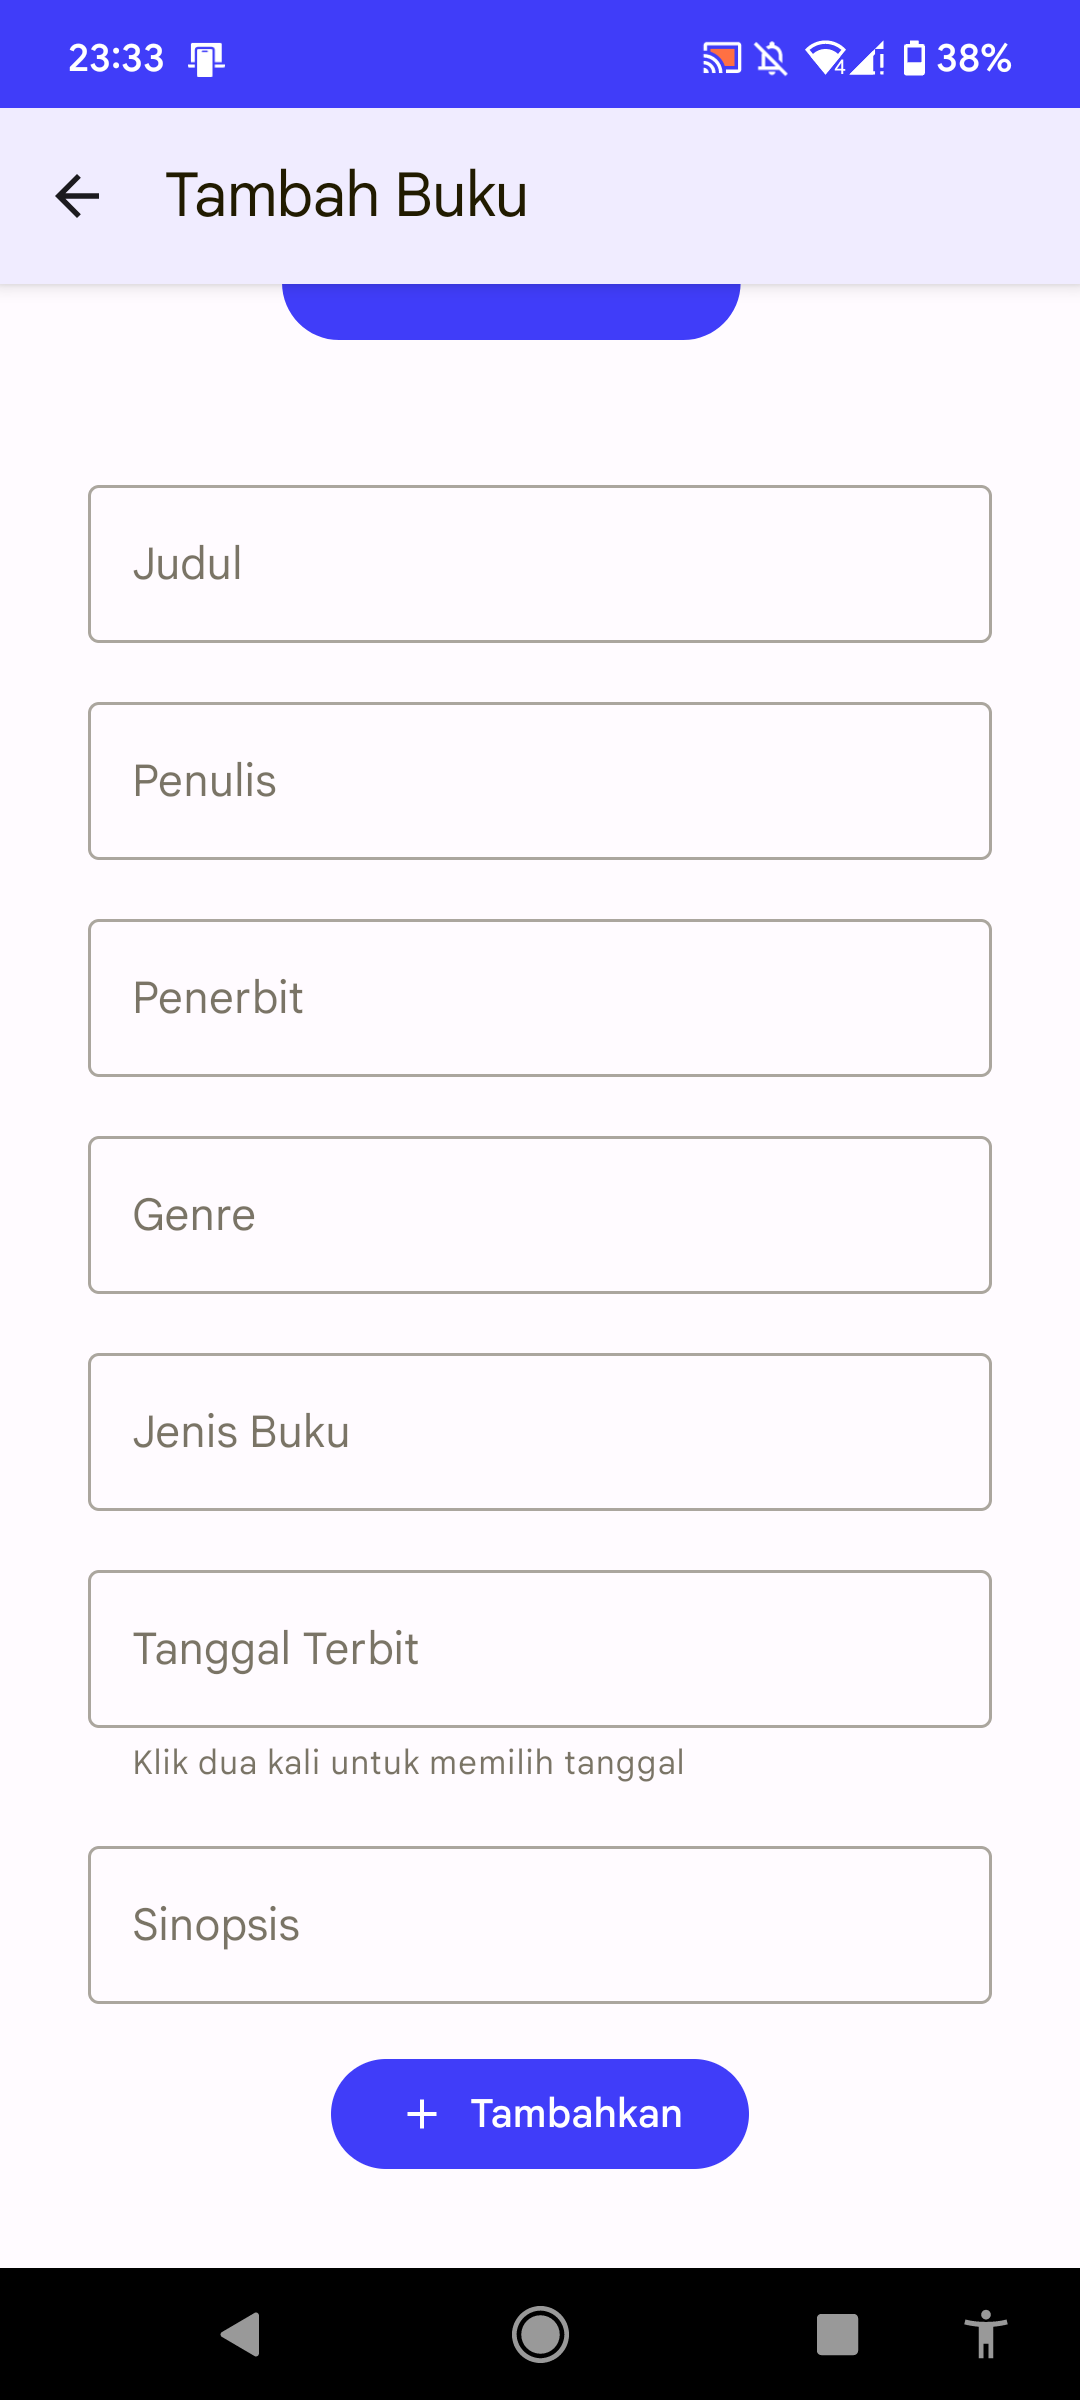 23:33
4
! 38%
Tambah Buku
Judul
Penulis
Penerbit
Genre
Jenis Buku
Tanggal Terbit
Klik dua kali untuk memilih tanggal
Sinopsis
+ Tambahkan